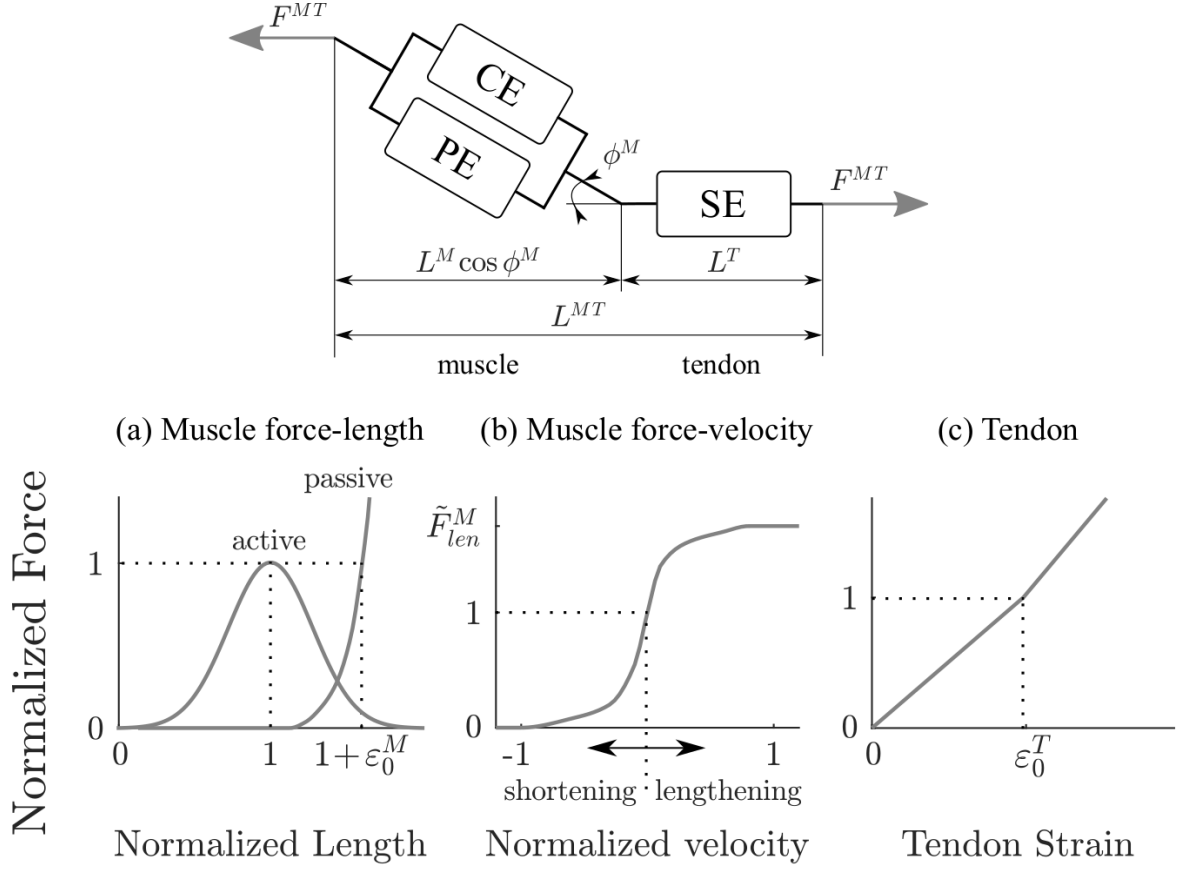 F^{MT}
CE
PE
ϕ^M
SE
F^{MT}
L^M cos ϕ^M
L^T
L^{MT}
muscle
tendon
(a) Muscle force-length
(b) Muscle force-velocity
(c) Tendon
Normalized Force
passive
active
1
0
0
1
1 + ε_0^M
Normalized Length
F̃_{len}^M
1
0
-1
1
shortening
lengthening
Normalized velocity
1
0
0
ε_0^T
Tendon Strain